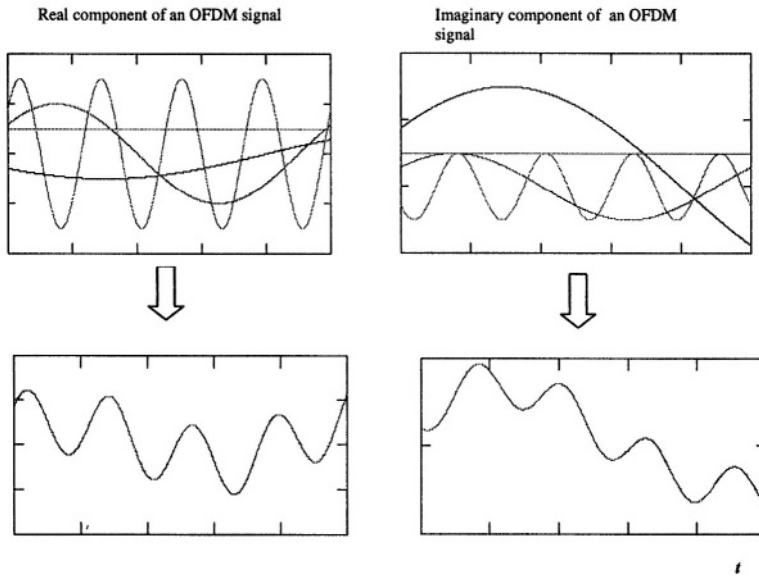 Real component of an OFDM signal
Imaginary component of an OFDM
signal
t